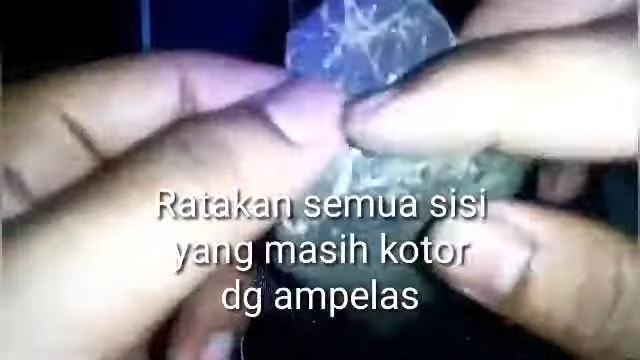 Ratakan semua sisi
yang masih kotor
dg ampelas